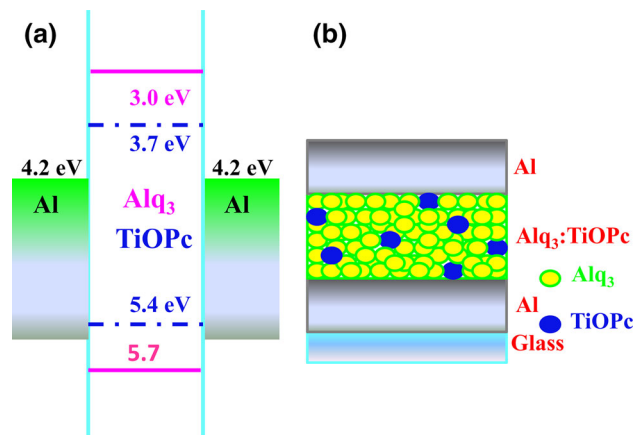 (a)
3.0 eV
3.7 eV
4.2 eV
4.2 eV
Al
Alq₃
Al
TiOPc
5.4 eV
5.7
(b)
Al
Alq₃:TiOPc
Alq₃
Al
TiOPc
Glass